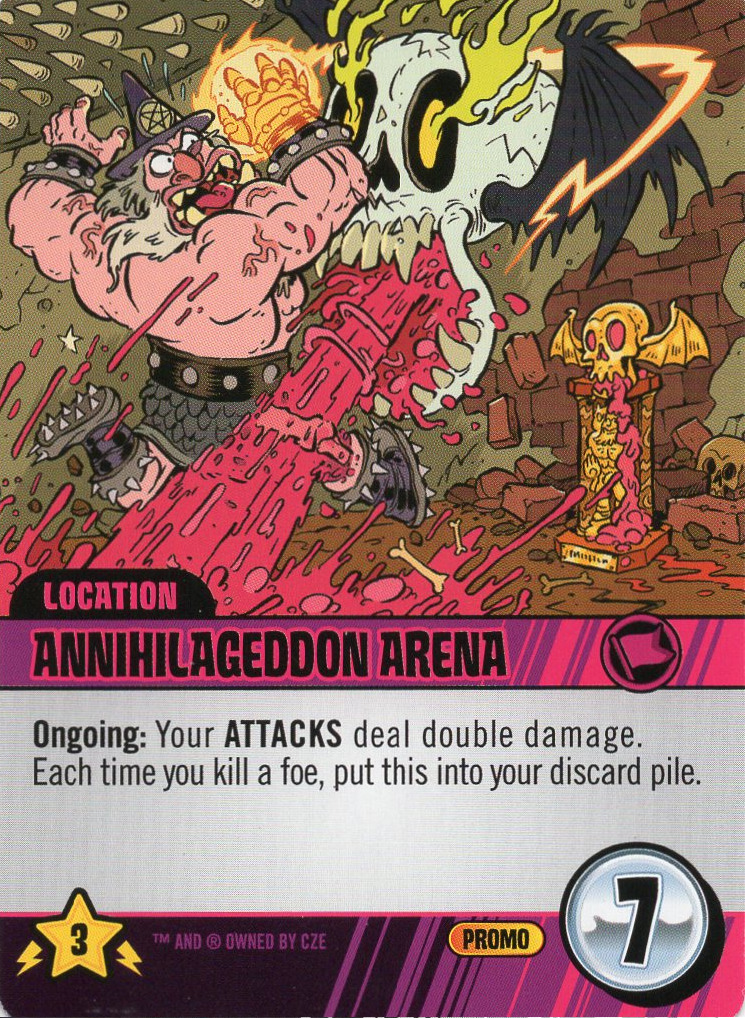 LOCATION
ANNIHILAGEDDON ARENA
Ongoing: Your ATTACKS deal double damage.
Each time you kill a foe, put this into your discard pile.
3
™ AND ® OWNED BY CZE
PROMO
7